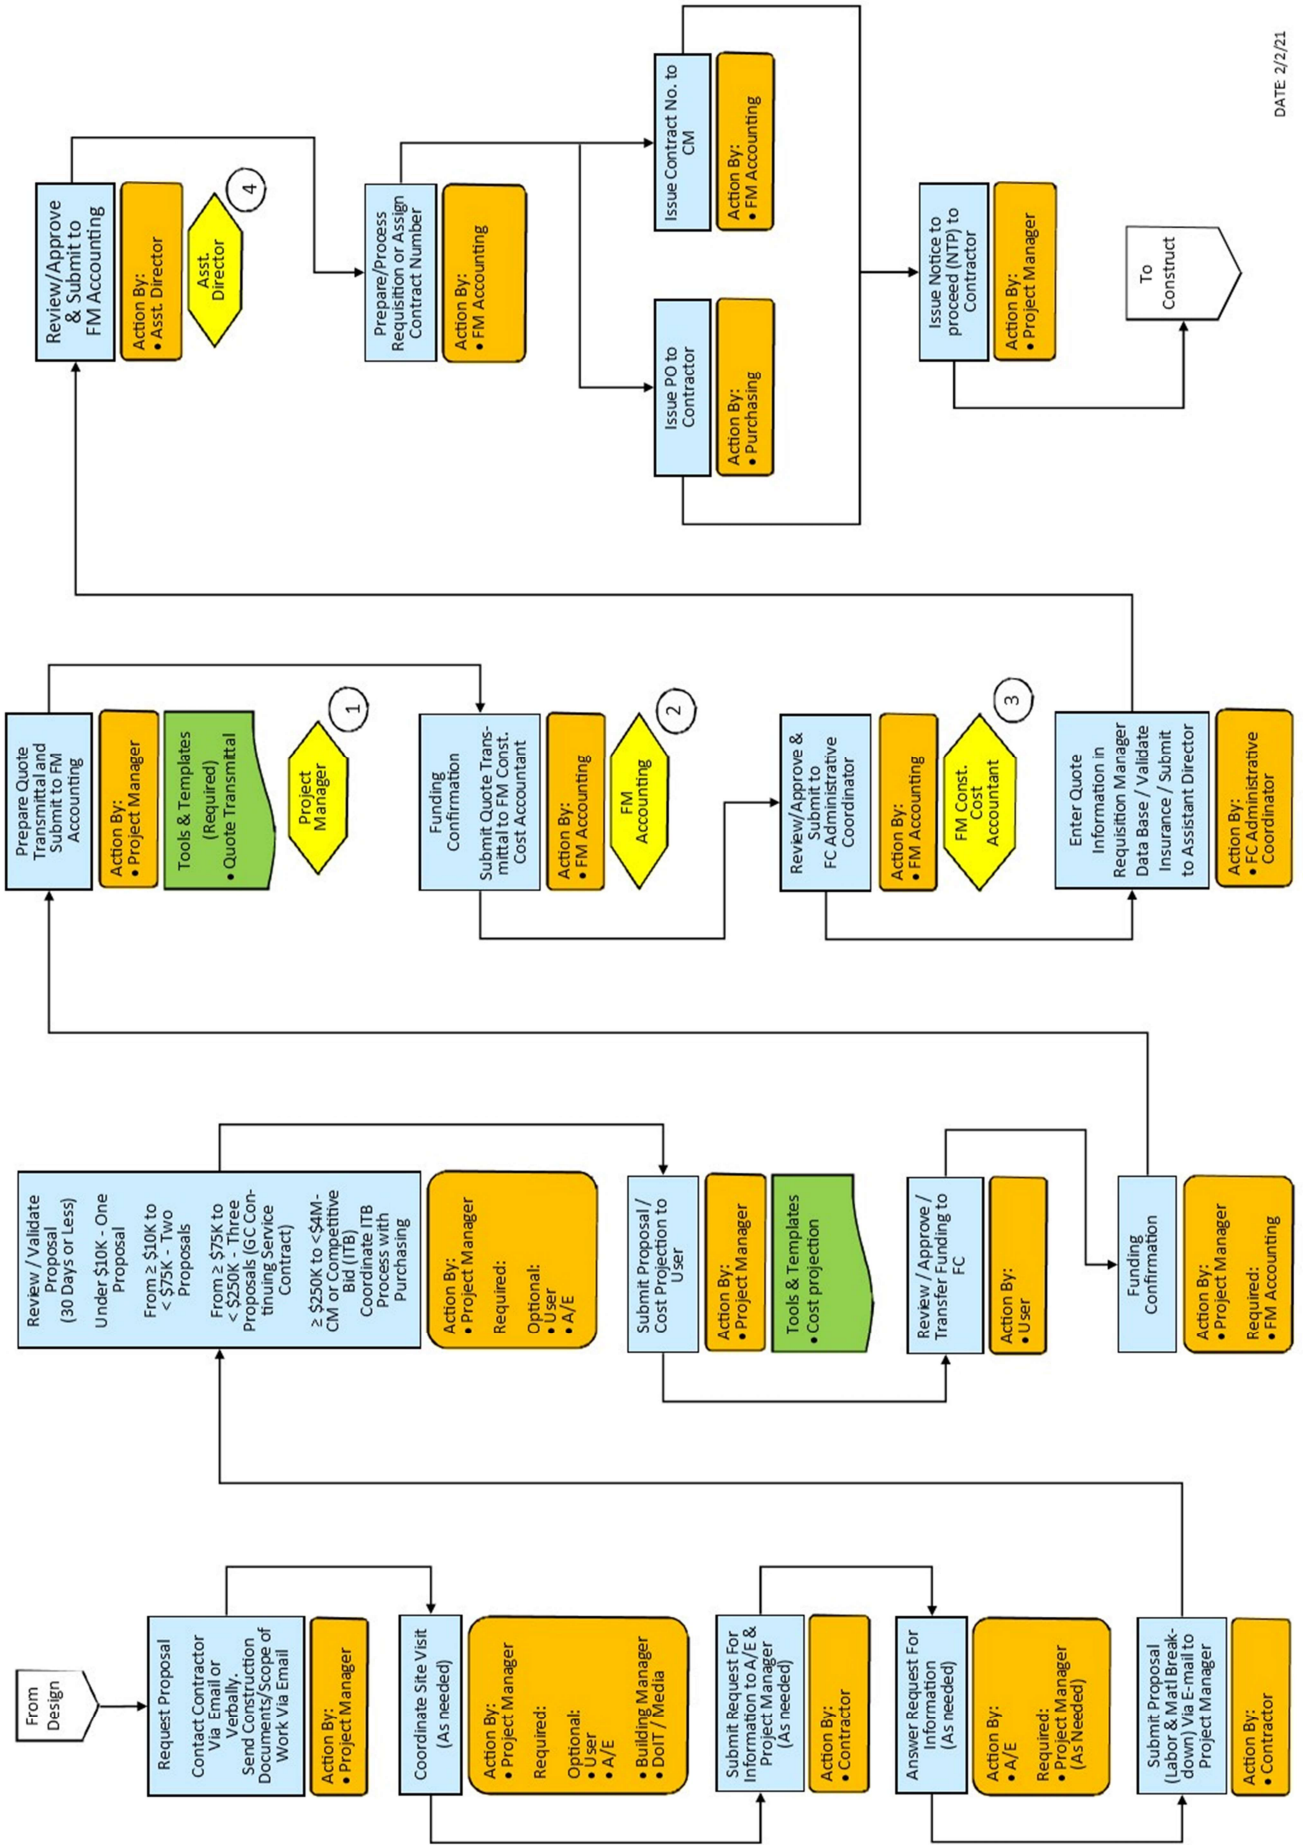 From
Design
Request Proposal
Contact Contractor
Via Email or
Verbally.
Send Construction
Documents/Scope of
Work Via Email
Action By:
• Project Manager
Coordinate Site Visit
(As needed)
Action By:
• Project Manager
Required:
Optional:
• User
• A/E
• Building Manager
• DoIT / Media
Submit Request For
Information to A/E &
Project Manager
(As needed)
Action By:
• Contractor
Answer Request For
Information
(As needed)
Action By:
• A/E
Required:
• Project Manager
(As Needed)
Submit Proposal
(Labor & Matl Break-
down) Via E-mail to
Project Manager
Action By:
• Contractor
Review / Validate
Proposal
(30 Days or Less)
Under $10K - One
Proposal
From ≥ $10K to
< $75K - Two
Proposals
From ≥ $75K to
< $250K - Three
Proposals (GC Con-
tinuing Service
Contract)
≥ $250K to <$4M-
CM or Competitive
Bid (ITB)
Coordinate ITB
Process with
Purchasing
Action By:
• Project Manager
Required:
Optional:
• User
• A/E
Submit Proposal /
Cost Projection to
User
Action By:
• Project Manager
Tools & Templates
• Cost projection
Review / Approve /
Transfer Funding to
FC
Action By:
• User
Funding
Confirmation
Action By:
• Project Manager
Required:
• FM Accounting
Prepare Quote
Transmittal and
Submit to FM
Accounting
Action By:
• Project Manager
Tools & Templates
(Required)
• Quote Transmittal
Project
Manager
1
Funding
Confirmation
Submit Quote Trans-
mittal to FM Const.
Cost Accountant
Action By:
• FM Accounting
FM
Accounting
2
Review/Approve &
Submit to
FC Administrative
Coordinator
Action By:
• FM Accounting
FM Const.
Cost
Accountant
3
Enter Quote
Information in
Requisition Manager
Data Base / Validate
Insurance / Submit
to Assistant Director
Action By:
• FC Administrative
Coordinator
Review/Approve
& Submit to
FM Accounting
Action By:
• Asst. Director
Asst.
Director
4
Prepare/Process
Requisition or Assign
Contract Number
Action By:
• FM Accounting
Issue PO to
Contractor
Action By:
• Purchasing
Issue Contract No. to
CM
Action By:
• FM Accounting
Issue Notice to
proceed (NTP) to
Contractor
Action By:
• Project Manager
To
Construct
DATE 2/2/21